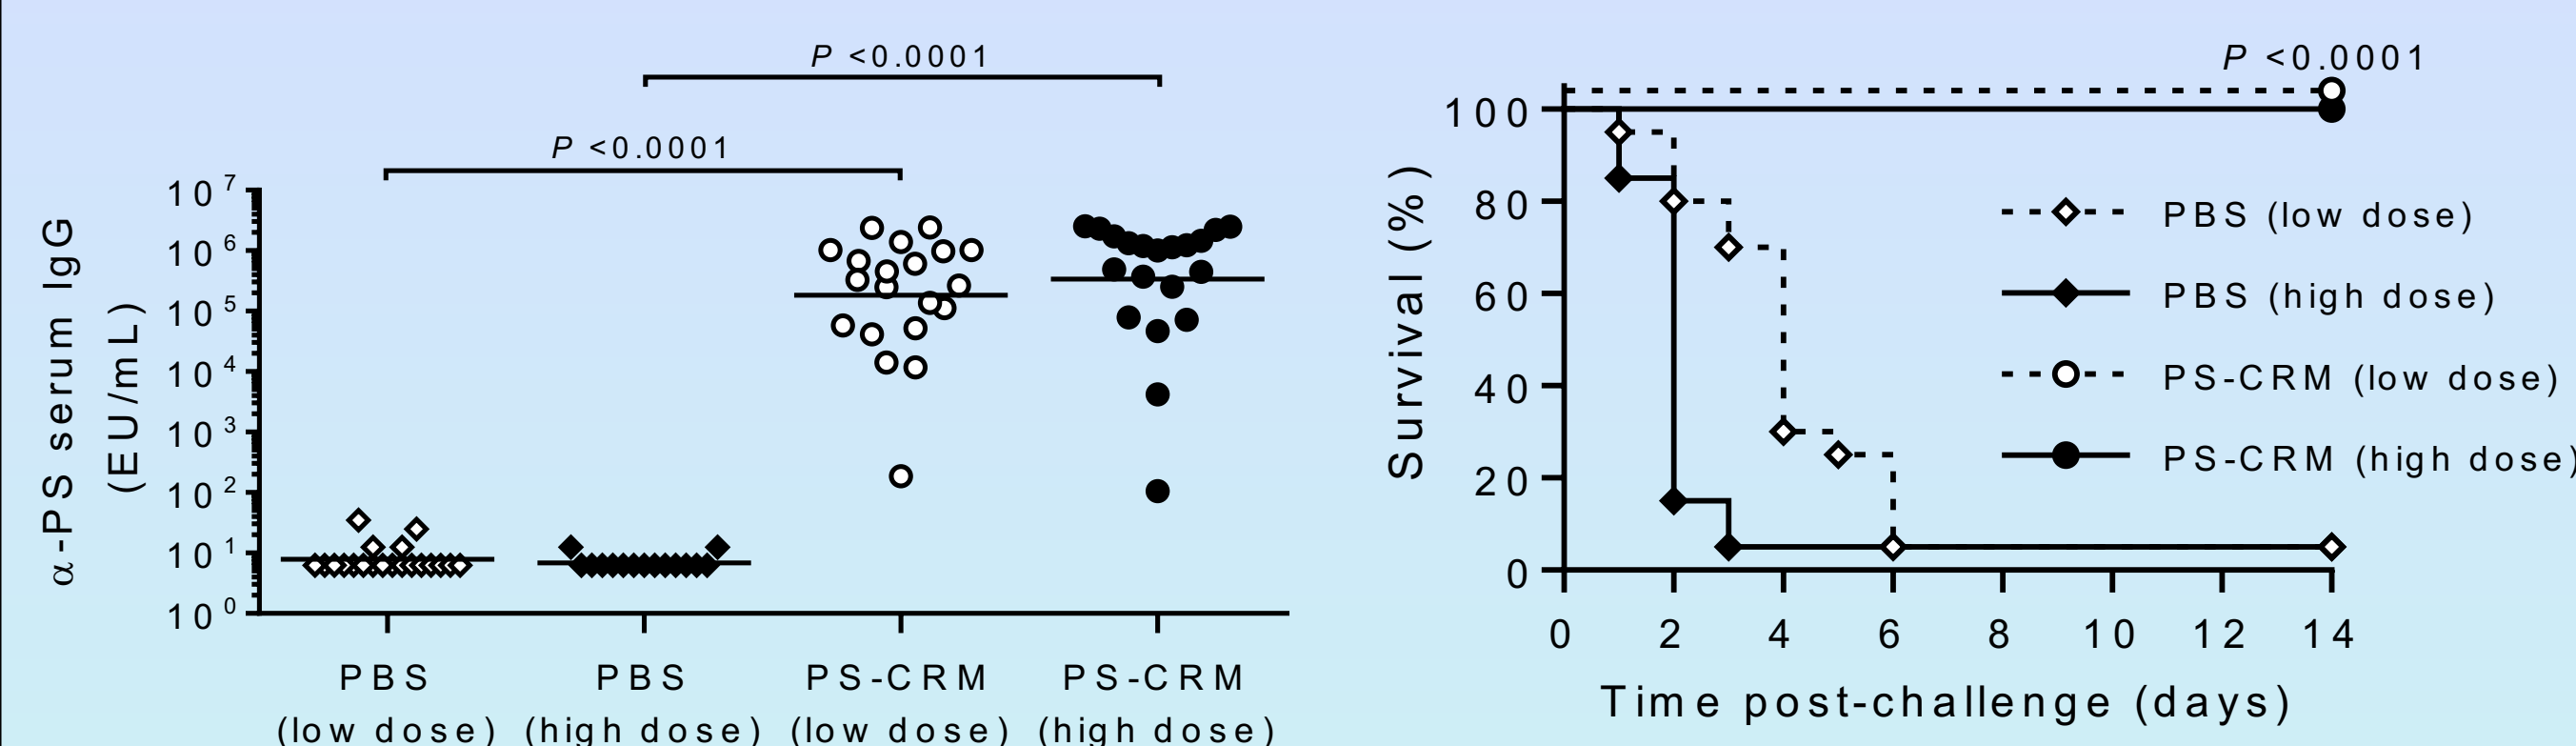 P <0.0001
P <0.0001
α-PS serum IgG
(EU/mL)
10^7
10^6
10^5
10^4
10^3
10^2
10^1
10^0
PBS
(low dose)
PBS
(high dose)
PS-CRM
(low dose)
PS-CRM
(high dose)
P <0.0001
Survival (%)
100
80
60
40
20
0
PBS (low dose)
PBS (high dose)
PS-CRM (low dose)
PS-CRM (high dose)
0 2 4 6 8 10 12 14
Time post-challenge (days)